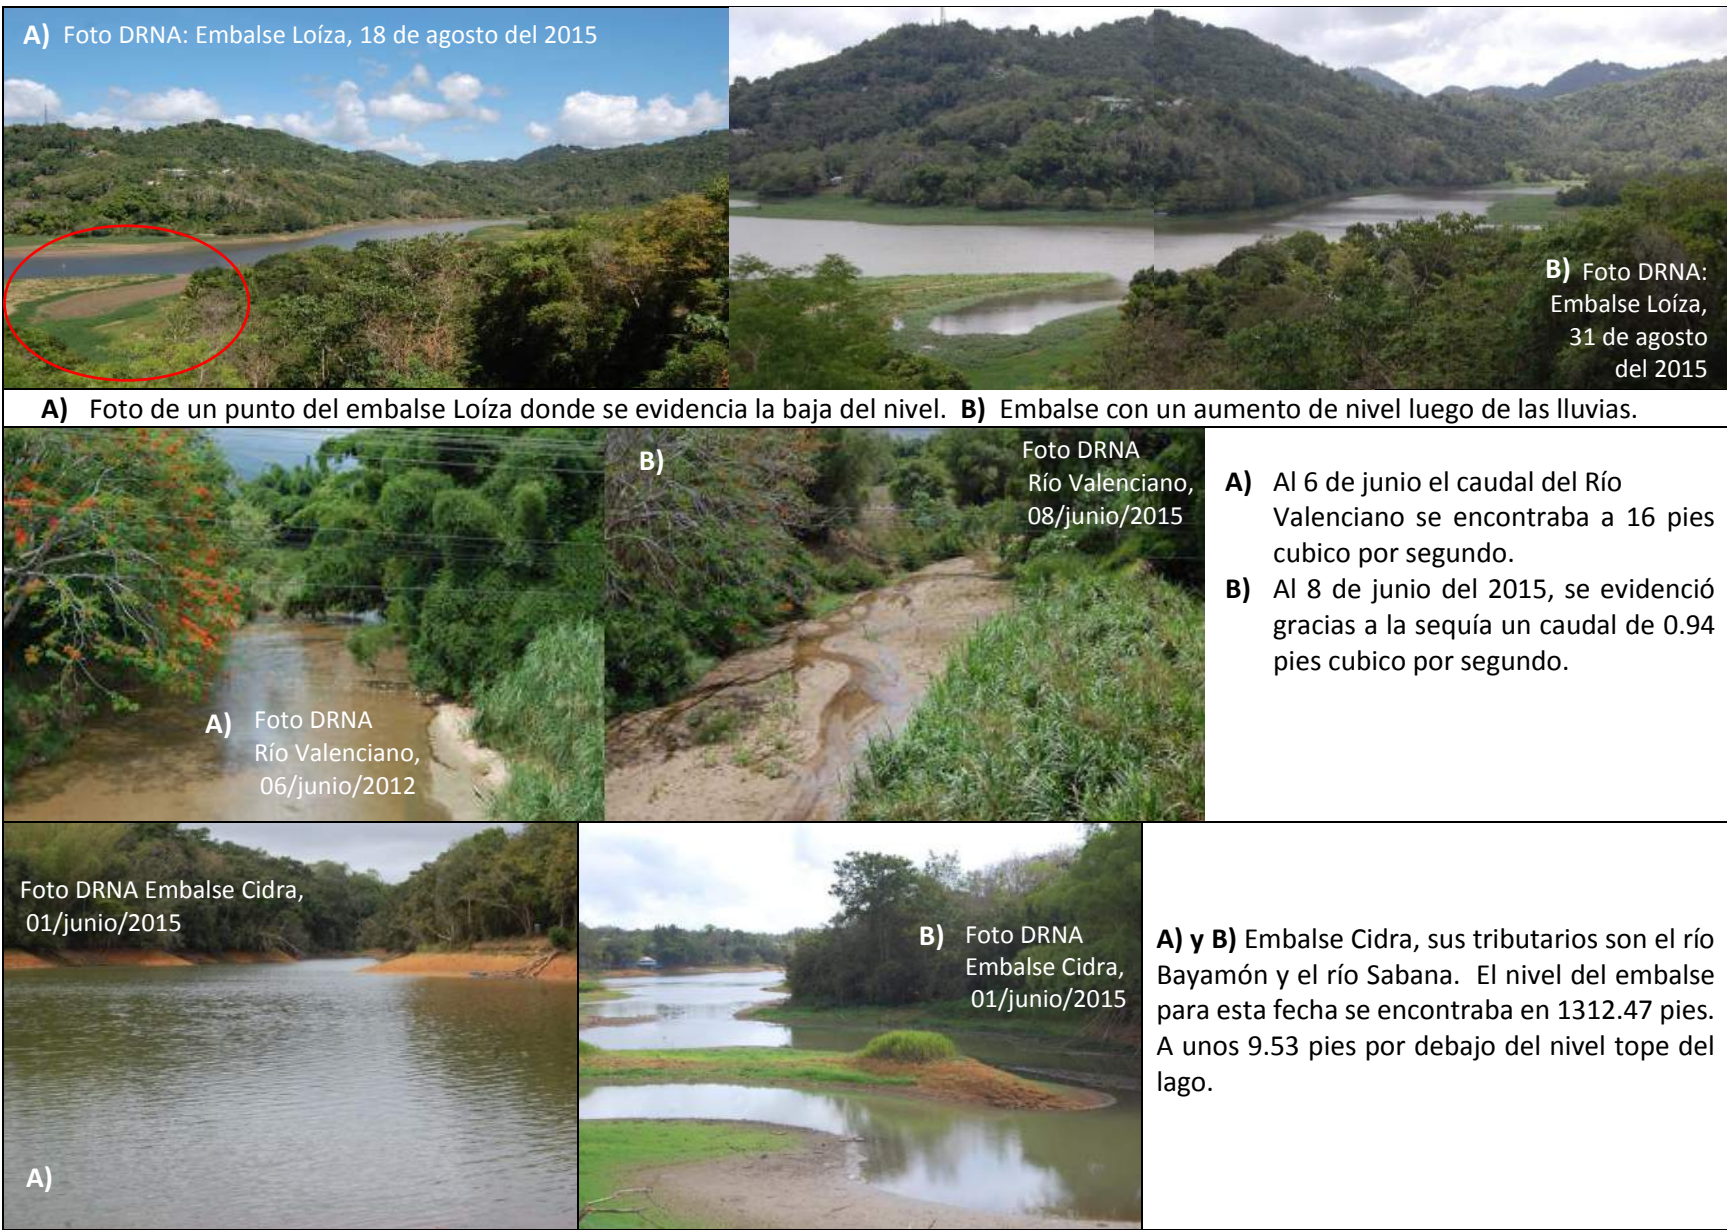 A) Foto DRNA: Embalse Loíza, 18 de agosto del 2015
B) Foto DRNA:
Embalse Loíza,
31 de agosto
del 2015
A) Foto de un punto del embalse Loíza donde se evidencia la baja del nivel. B) Embalse con un aumento de nivel luego de las lluvias.
A) Foto DRNA
Río Valenciano,
06/junio/2012
B)
Foto DRNA
Río Valenciano,
08/junio/2015
A) Al 6 de junio el caudal del Río
Valenciano se encontraba a 16 pies
cubico por segundo.
B) Al 8 de junio del 2015, se evidenció
gracias a la sequía un caudal de 0.94
pies cubico por segundo.
Foto DRNA Embalse Cidra,
01/junio/2015
A)
B) Foto DRNA
Embalse Cidra,
01/junio/2015
A) y B) Embalse Cidra, sus tributarios son el río
Bayamón y el río Sabana. El nivel del embalse
para esta fecha se encontraba en 1312.47 pies.
A unos 9.53 pies por debajo del nivel tope del
lago.